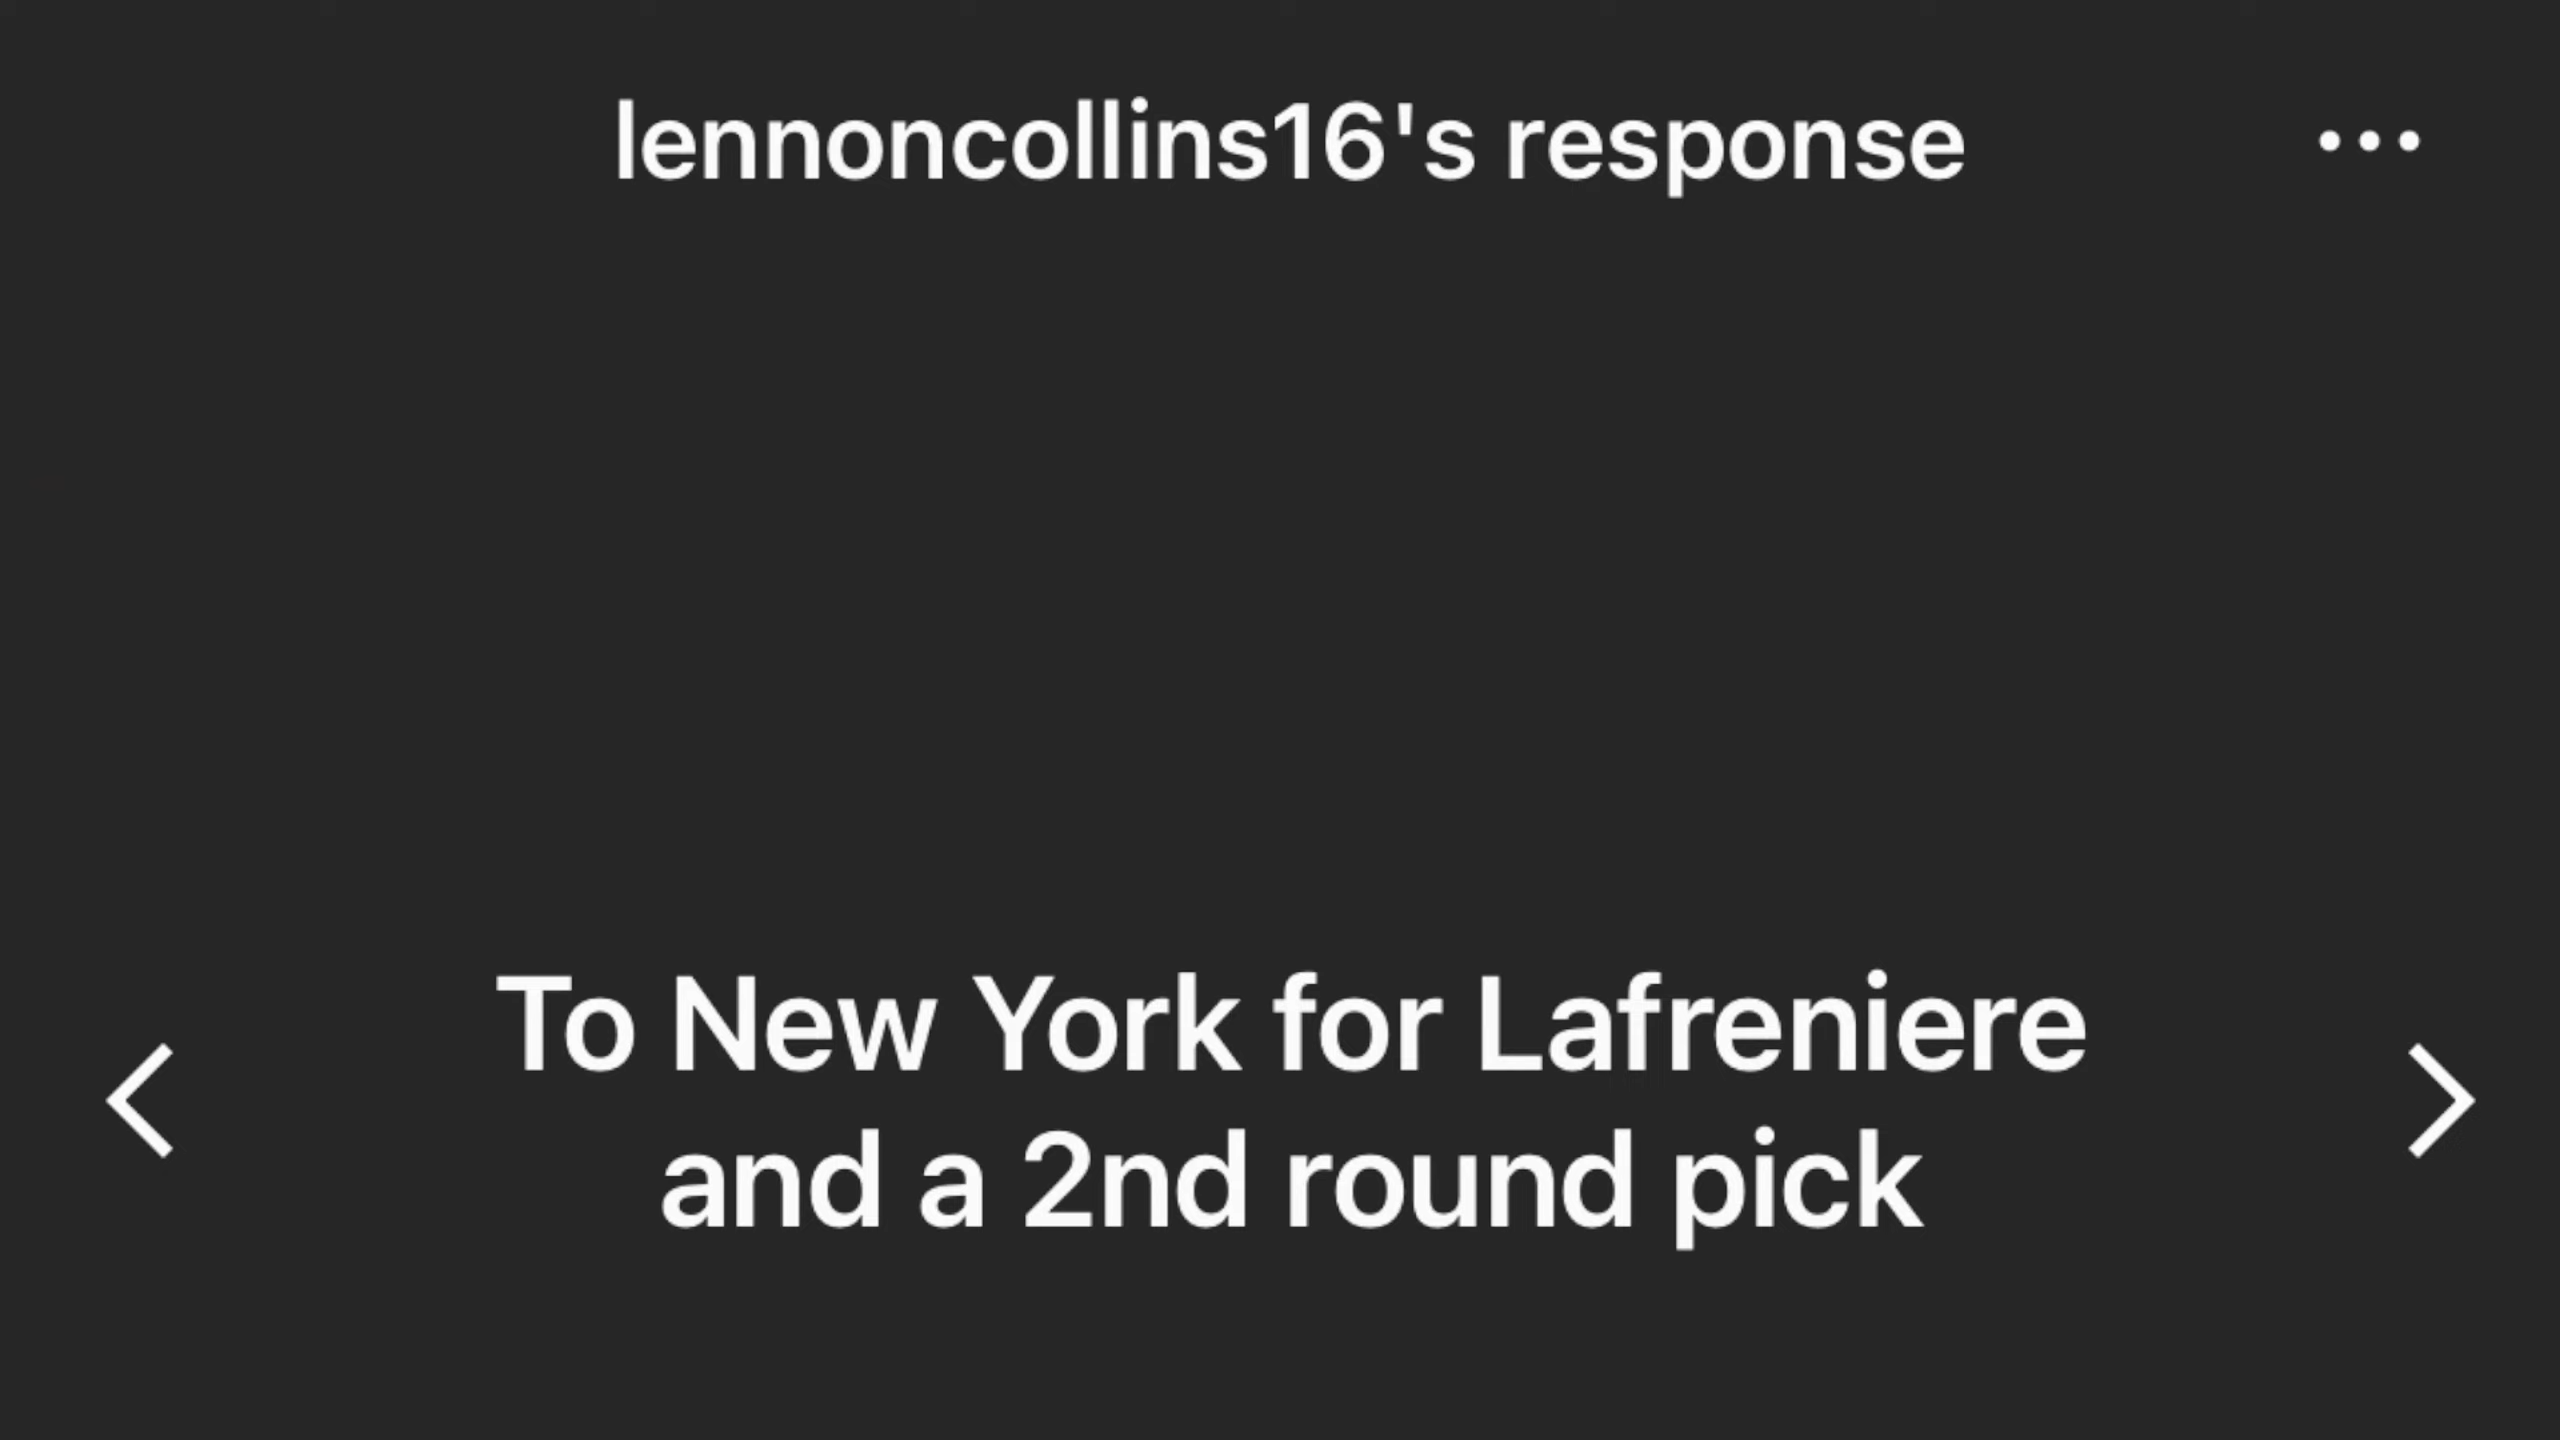 lennoncollins16's response
To New York for Lafreniere
and a 2nd round pick